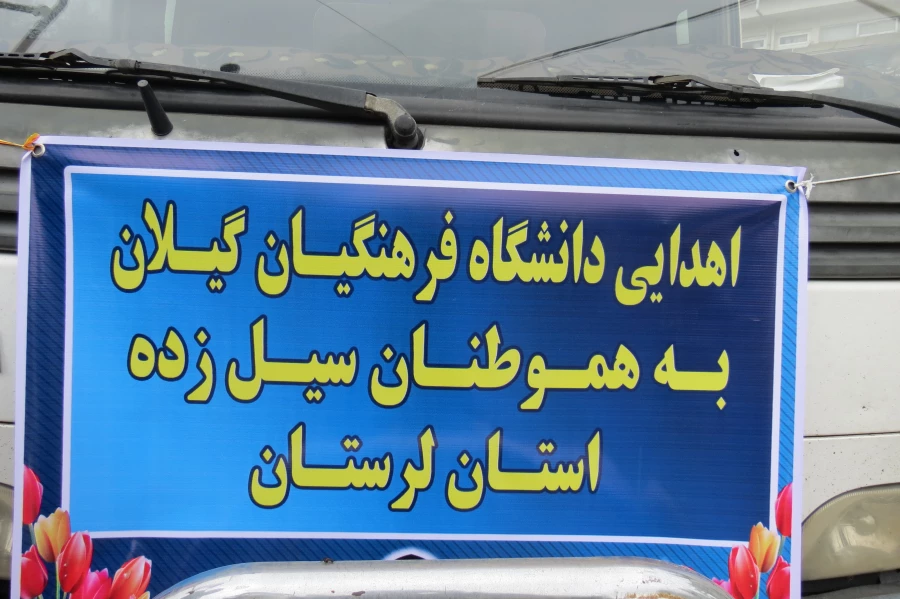 اهدایی دانشگاه فرهنگیان گیلان
به هموطنان سیل زده
استان لرستان